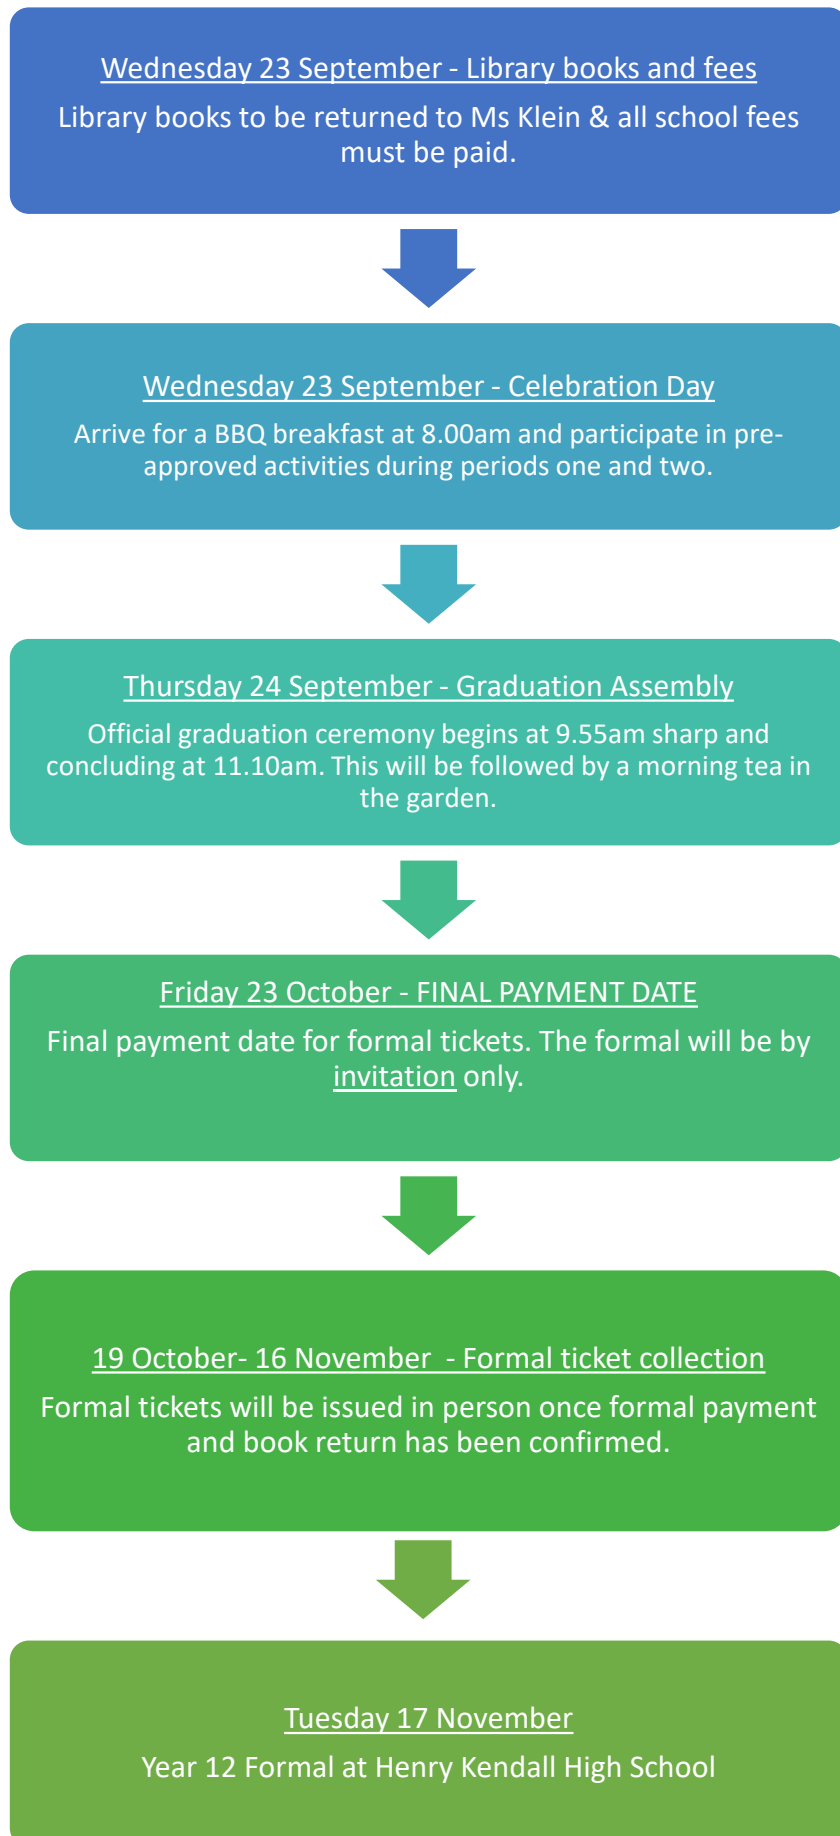 Wednesday 23 September - Library books and fees
Library books to be returned to Ms Klein & all school fees
must be paid.
Wednesday 23 September - Celebration Day
Arrive for a BBQ breakfast at 8.00am and participate in pre-
approved activities during periods one and two.
Thursday 24 September - Graduation Assembly
Official graduation ceremony begins at 9.55am sharp and
concluding at 11.10am. This will be followed by a morning tea in
the garden.
Friday 23 October - FINAL PAYMENT DATE
Final payment date for formal tickets. The formal will be by
invitation only.
19 October- 16 November  - Formal ticket collection
Formal tickets will be issued in person once formal payment
and book return has been confirmed.
Tuesday 17 November
Year 12 Formal at Henry Kendall High School